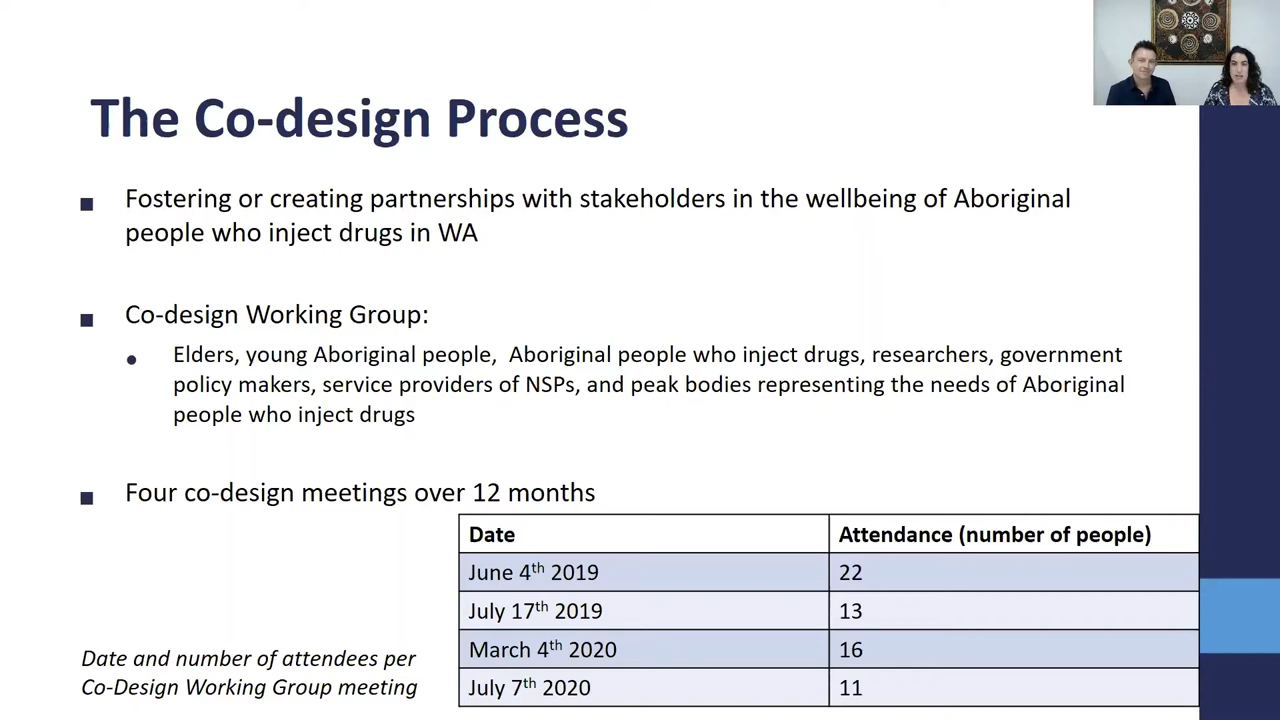 The Co-design Process
Fostering or creating partnerships with stakeholders in the wellbeing of Aboriginal
people who inject drugs in WA
Co-design Working Group:
Elders, young Aboriginal people,  Aboriginal people who inject drugs, researchers, government
policy makers, service providers of NSPs, and peak bodies representing the needs of Aboriginal
people who inject drugs
Four co-design meetings over 12 months
Date Attendance (number of people)
June 4th 2019 22
July 17th 2019 13
March 4th 2020 16
July 7th 2020 11
Date and number of attendees per
Co-Design Working Group meeting